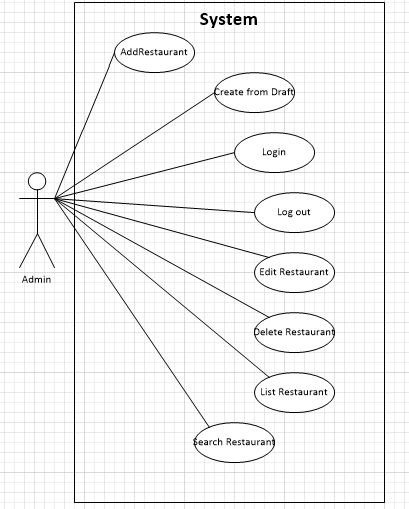 System
AddRestaurant
Create from Draft
Login
Log out
Admin
Edit Restaurant
Delete Restaurant
List Restaurant
Search Restaurant